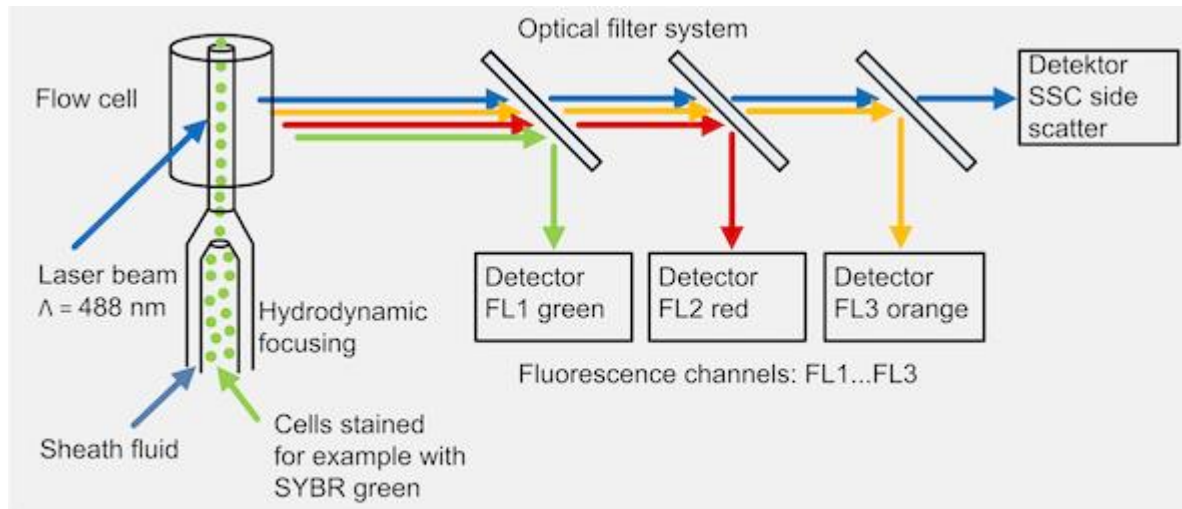 Optical filter system
Flow cell
Detektor
SSC side
scatter
Laser beam
Λ = 488 nm
Hydrodynamic
focusing
Detector
FL1 green
Detector
FL2 red
Detector
FL3 orange
Fluorescence channels: FL1...FL3
Sheath fluid
Cells stained
for example with
SYBR green